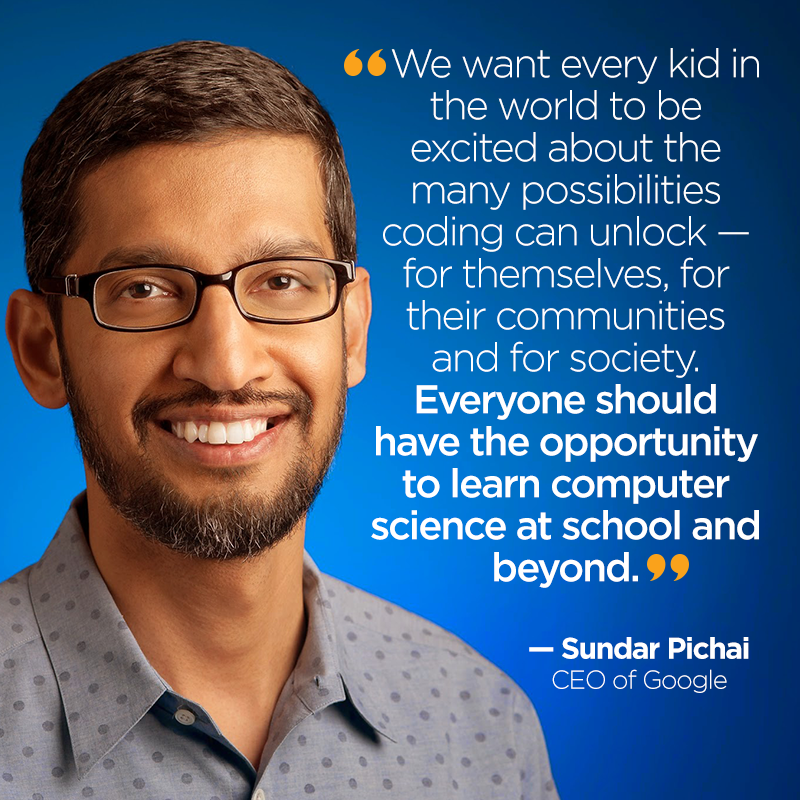 “We want every kid in
the world to be
excited about the
many possibilities
coding can unlock —
for themselves, for
their communities
and for society.
Everyone should
have the opportunity
to learn computer
science at school and
beyond.”
— Sundar Pichai
CEO of Google